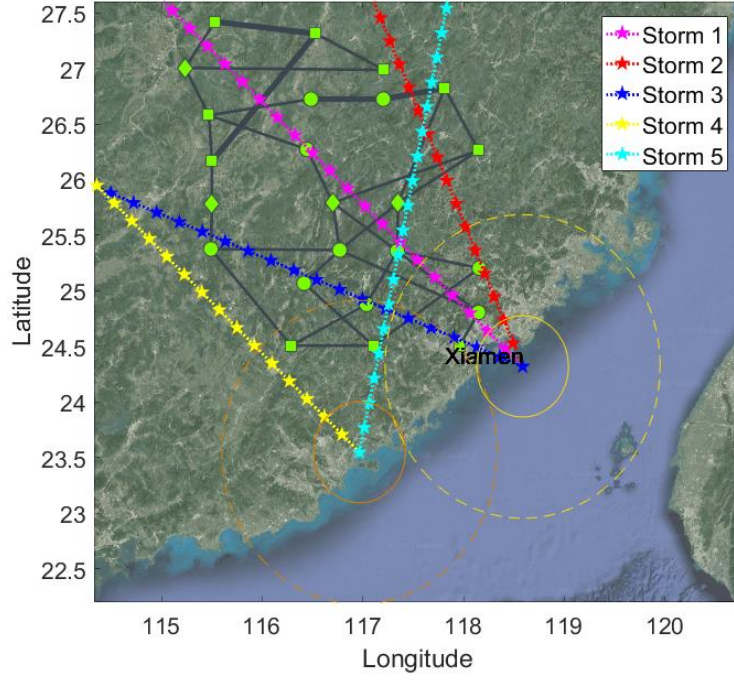 27.5
27
26.5
26
25.5
25
24.5
24
23.5
23
22.5
Latitude
Storm 1
Storm 2
Storm 3
Storm 4
Storm 5
Xiamen
115
116
117
118
119
120
Longitude